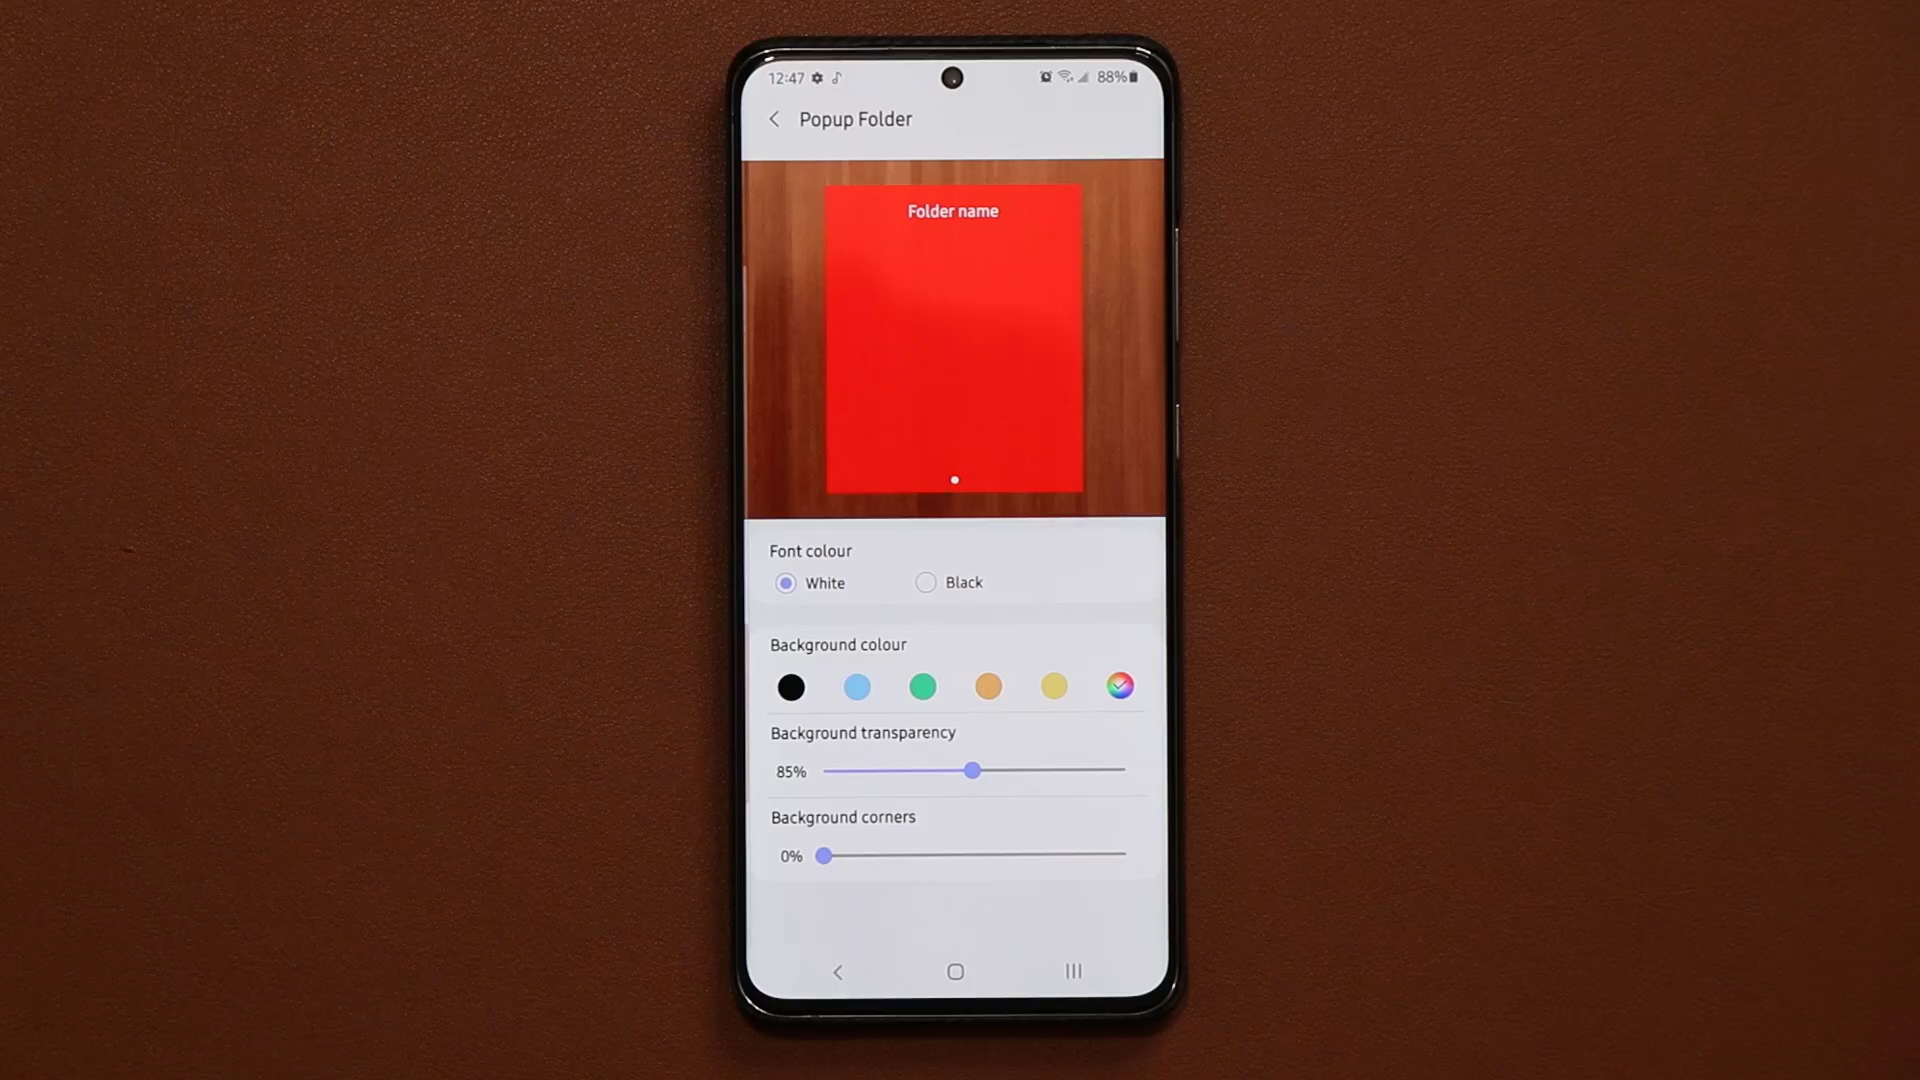 12:47 88%
Popup Folder
Folder name
Font colour
White Black
Background colour
Background transparency
85%
Background corners
0%